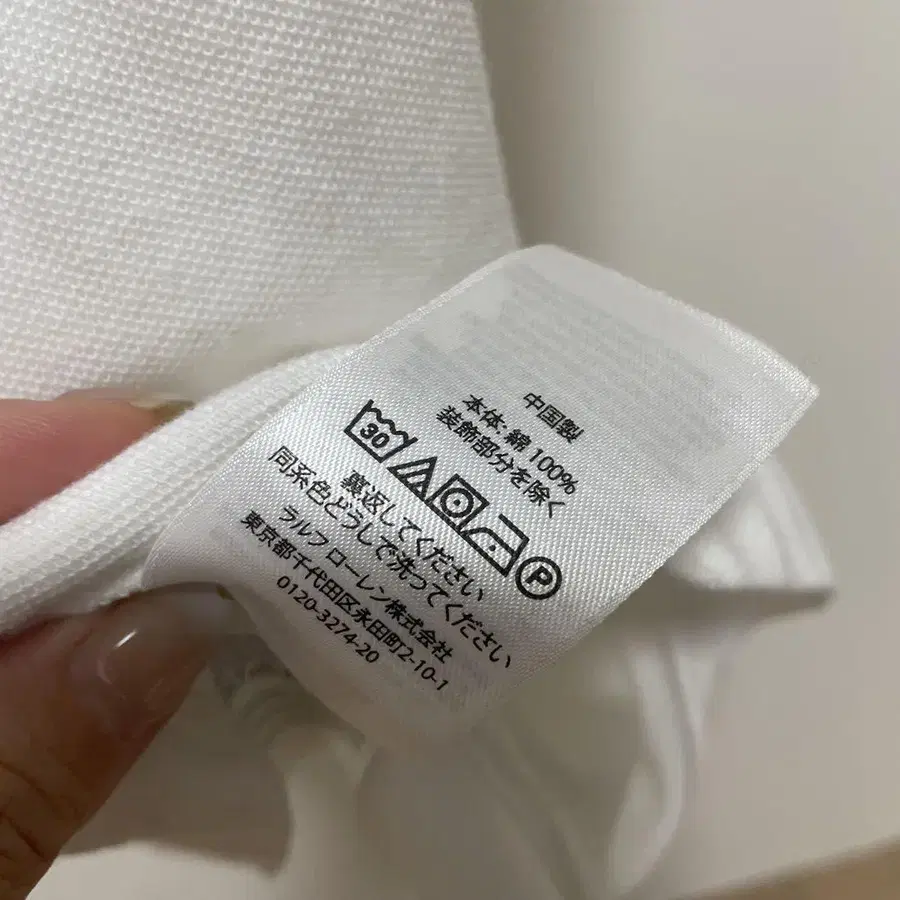 中国製
本体: 綿 100%
装飾部分を除く
30 P
裏返してください
同系色どうしで洗ってください
ラルフ ローレン株式会社
東京都千代田区永田町2-10-1
0120-3274-20